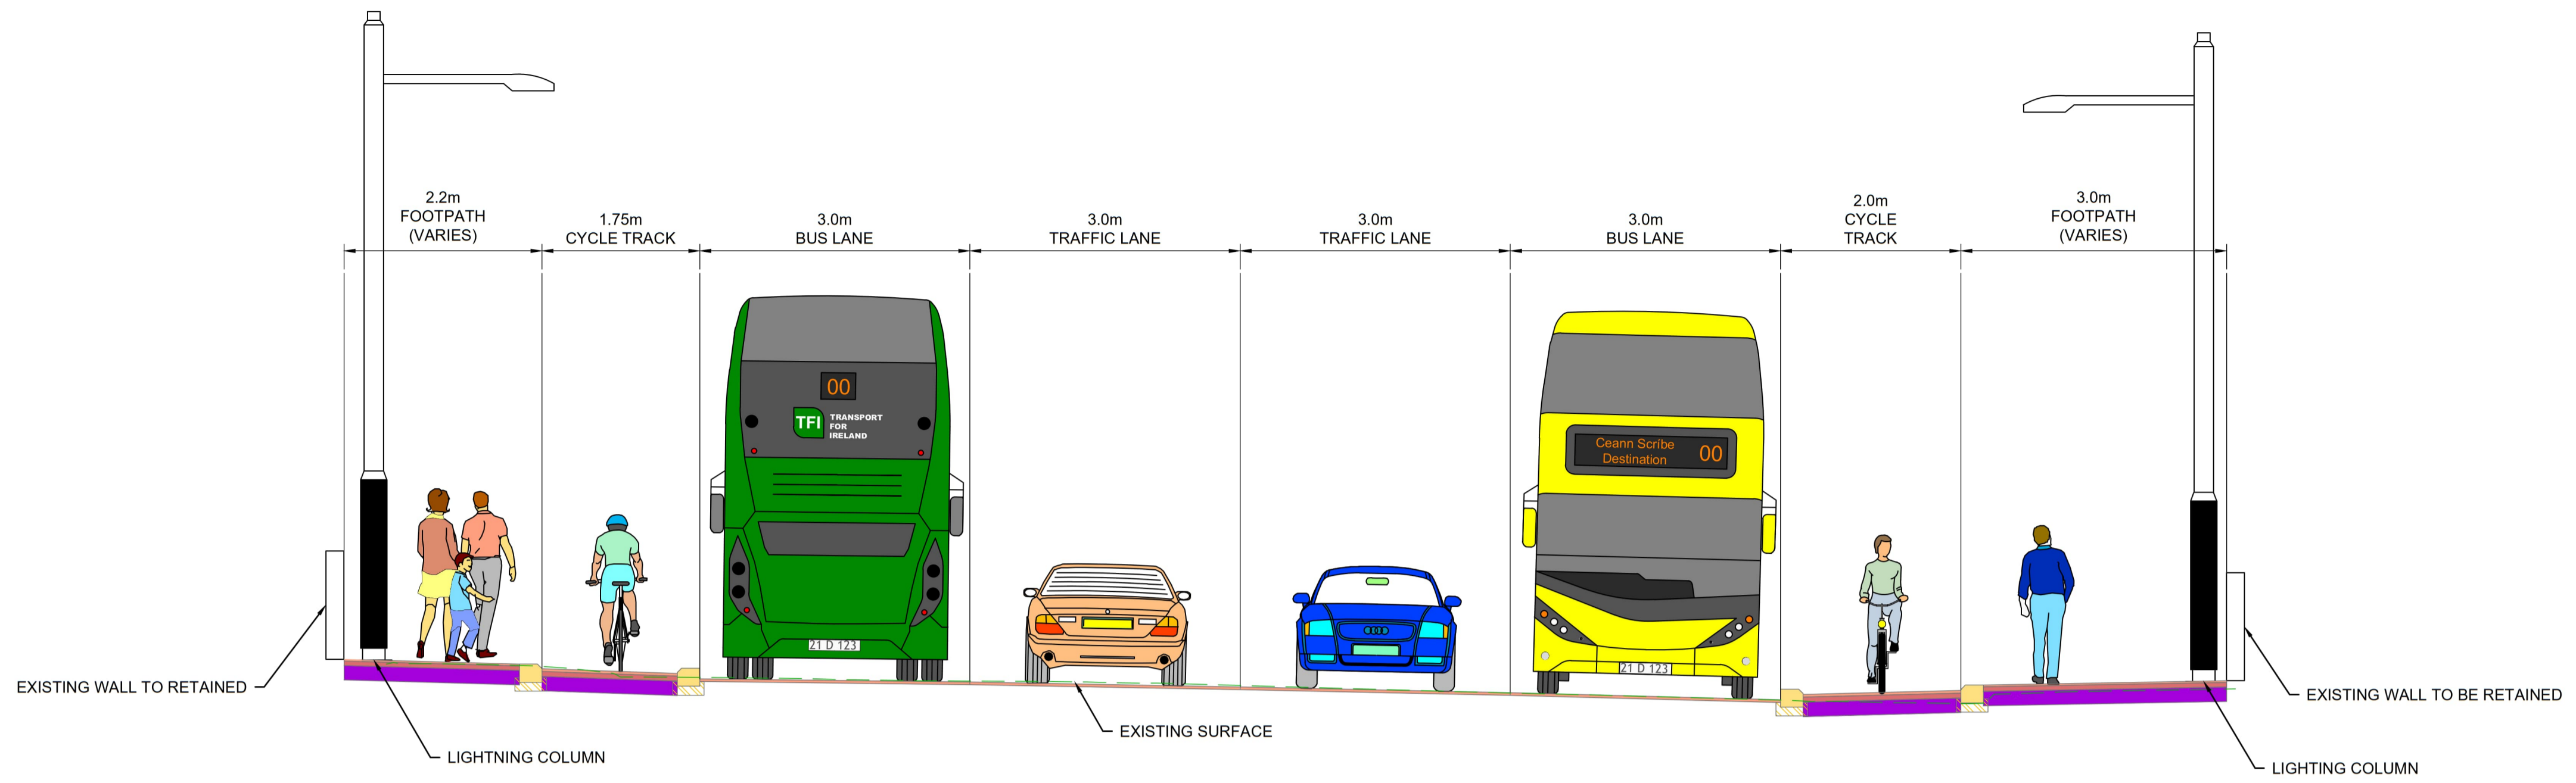 2.2m
FOOTPATH
(VARIES)
1.75m
CYCLE TRACK
3.0m
BUS LANE
3.0m
TRAFFIC LANE
3.0m
TRAFFIC LANE
3.0m
BUS LANE
2.0m
CYCLE
TRACK
3.0m
FOOTPATH
(VARIES)
00
TFI
TRANSPORT
FOR
IRELAND
21 D 123
Ceann Scríbe
Destination
00
21 D 123
EXISTING WALL TO RETAINED
LIGHTNING COLUMN
EXISTING SURFACE
EXISTING WALL TO BE RETAINED
LIGHTING COLUMN